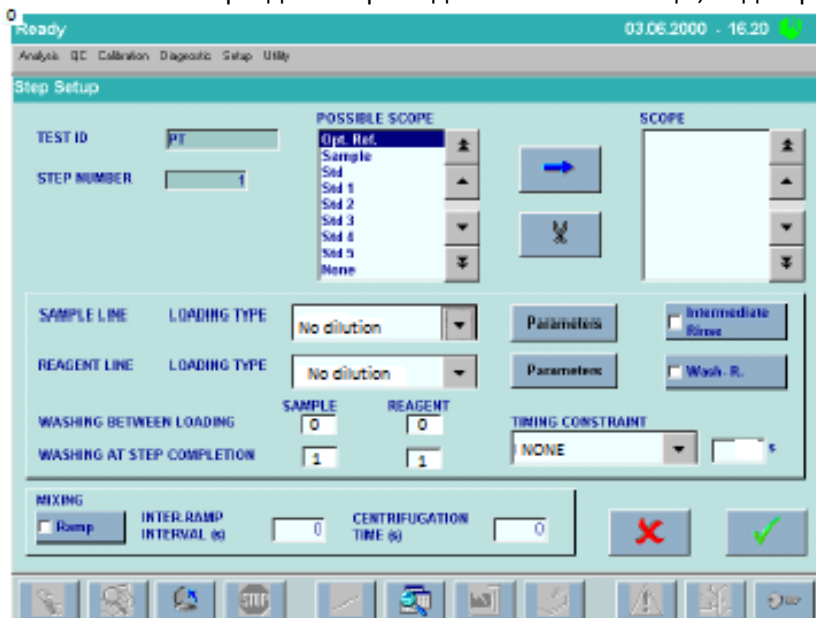 0
Ready 03.06.2000 - 16.20
Analysis QC Calibration Diagnostic Setup Utility
Step Setup
POSSIBLE SCOPE SCOPE
TEST ID PT
STEP NUMBER 1
Opt. Ref.
Sample
Std
Std 1
Std 2
Std 3
Std 4
Std 5
None
SAMPLE LINE LOADING TYPE No dilution Parameters Intermediate Rinse
REAGENT LINE LOADING TYPE No dilution Parameters Wash- R.
SAMPLE REAGENT
WASHING BETWEEN LOADING 0 0 TIMING CONSTRAINT
WASHING AT STEP COMPLETION 1 1 NONE s
MIXING
Ramp INTER.RAMP INTERVAL (s) 0 CENTRIFUGATION TIME (s) 0
STOP